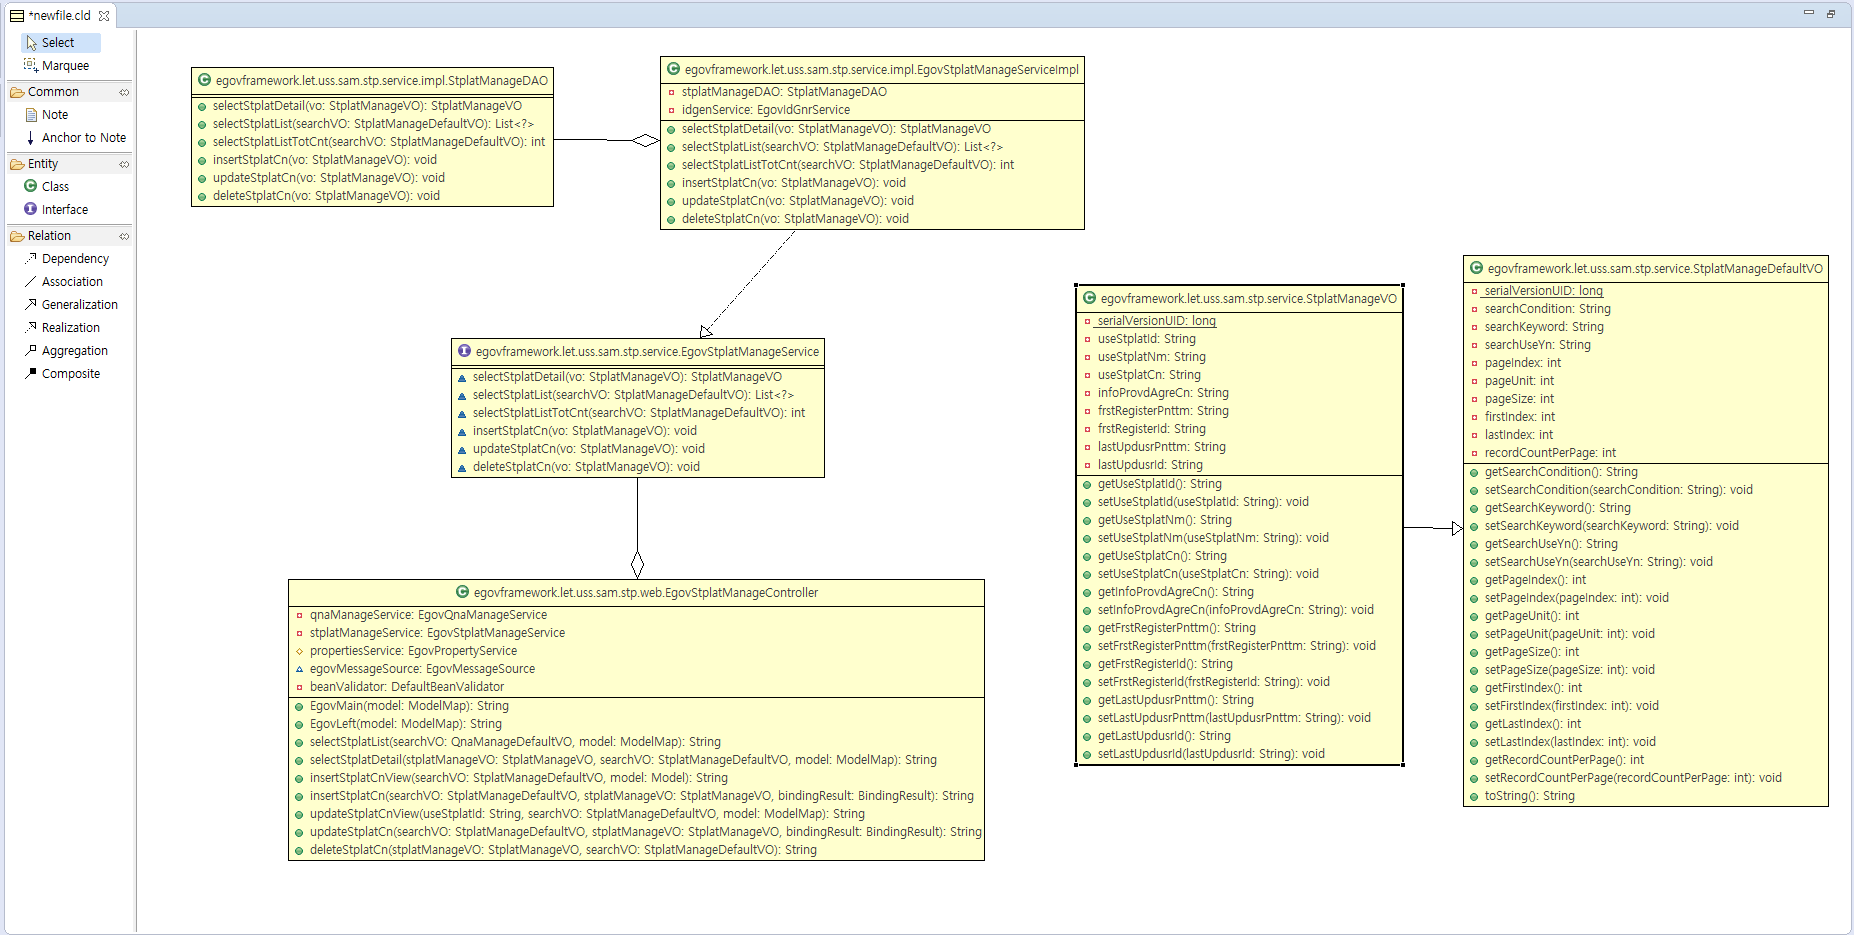 *newfile.cld
Select
Marquee
Common
Note
Anchor to Note
Entity
Class
Interface
Relation
Dependency
Association
Generalization
Realization
Aggregation
Composite
egovframework.let.uss.sam.stp.service.impl.StplatManageDAO
selectStplatDetail(vo: StplatManageVO): StplatManageVO
selectStplatList(searchVO: StplatManageDefaultVO): List<?>
selectStplatListTotCnt(searchVO: StplatManageDefaultVO): int
insertStplatCn(vo: StplatManageVO): void
updateStplatCn(vo: StplatManageVO): void
deleteStplatCn(vo: StplatManageVO): void
egovframework.let.uss.sam.stp.service.impl.EgovStplatManageServiceImpl
stplatManageDAO: StplatManageDAO
idgenService: EgovIdGnrService
selectStplatDetail(vo: StplatManageVO): StplatManageVO
selectStplatList(searchVO: StplatManageDefaultVO): List<?>
selectStplatListTotCnt(searchVO: StplatManageDefaultVO): int
insertStplatCn(vo: StplatManageVO): void
updateStplatCn(vo: StplatManageVO): void
deleteStplatCn(vo: StplatManageVO): void
egovframework.let.uss.sam.stp.service.EgovStplatManageService
selectStplatDetail(vo: StplatManageVO): StplatManageVO
selectStplatList(searchVO: StplatManageDefaultVO): List<?>
selectStplatListTotCnt(searchVO: StplatManageDefaultVO): int
insertStplatCn(vo: StplatManageVO): void
updateStplatCn(vo: StplatManageVO): void
deleteStplatCn(vo: StplatManageVO): void
egovframework.let.uss.sam.stp.web.EgovStplatManageController
qnaManageService: EgovQnaManageService
stplatManageService: EgovStplatManageService
propertiesService: EgovPropertyService
egovMessageSource: EgovMessageSource
beanValidator: DefaultBeanValidator
EgovMain(model: ModelMap): String
EgovLeft(model: ModelMap): String
selectStplatList(searchVO: QnaManageDefaultVO, model: ModelMap): String
selectStplatDetail(stplatManageVO: StplatManageVO, searchVO: StplatManageDefaultVO, model: ModelMap): String
insertStplatCnView(searchVO: StplatManageDefaultVO, model: Model): String
insertStplatCn(searchVO: StplatManageDefaultVO, stplatManageVO: StplatManageVO, bindingResult: BindingResult): String
updateStplatCnView(useStplatId: String, searchVO: StplatManageDefaultVO, model: ModelMap): String
updateStplatCn(searchVO: StplatManageDefaultVO, stplatManageVO: StplatManageVO, bindingResult: BindingResult): String
deleteStplatCn(stplatManageVO: StplatManageVO, searchVO: StplatManageDefaultVO): String
egovframework.let.uss.sam.stp.service.StplatManageVO
serialVersionUID: long
useStplatId: String
useStplatNm: String
useStplatCn: String
infoProvdAgreCn: String
frstRegisterPnttm: String
frstRegisterId: String
lastUpdusrPnttm: String
lastUpdusrId: String
getUseStplatId(): String
setUseStplatId(useStplatId: String): void
getUseStplatNm(): String
setUseStplatNm(useStplatNm: String): void
getUseStplatCn(): String
setUseStplatCn(useStplatCn: String): void
getInfoProvdAgreCn(): String
setInfoProvdAgreCn(infoProvdAgreCn: String): void
getFrstRegisterPnttm(): String
setFrstRegisterPnttm(frstRegisterPnttm: String): void
getFrstRegisterId(): String
setFrstRegisterId(frstRegisterId: String): void
getLastUpdusrPnttm(): String
setLastUpdusrPnttm(lastUpdusrPnttm: String): void
getLastUpdusrId(): String
setLastUpdusrId(lastUpdusrId: String): void
egovframework.let.uss.sam.stp.service.StplatManageDefaultVO
serialVersionUID: long
searchCondition: String
searchKeyword: String
searchUseYn: String
pageIndex: int
pageUnit: int
pageSize: int
firstIndex: int
lastIndex: int
recordCountPerPage: int
getSearchCondition(): String
setSearchCondition(searchCondition: String): void
getSearchKeyword(): String
setSearchKeyword(searchKeyword: String): void
getSearchUseYn(): String
setSearchUseYn(searchUseYn: String): void
getPageIndex(): int
setPageIndex(pageIndex: int): void
getPageUnit(): int
setPageUnit(pageUnit: int): void
getPageSize(): int
setPageSize(pageSize: int): void
getFirstIndex(): int
setFirstIndex(firstIndex: int): void
getLastIndex(): int
setLastIndex(lastIndex: int): void
getRecordCountPerPage(): int
setRecordCountPerPage(recordCountPerPage: int): void
toString(): String